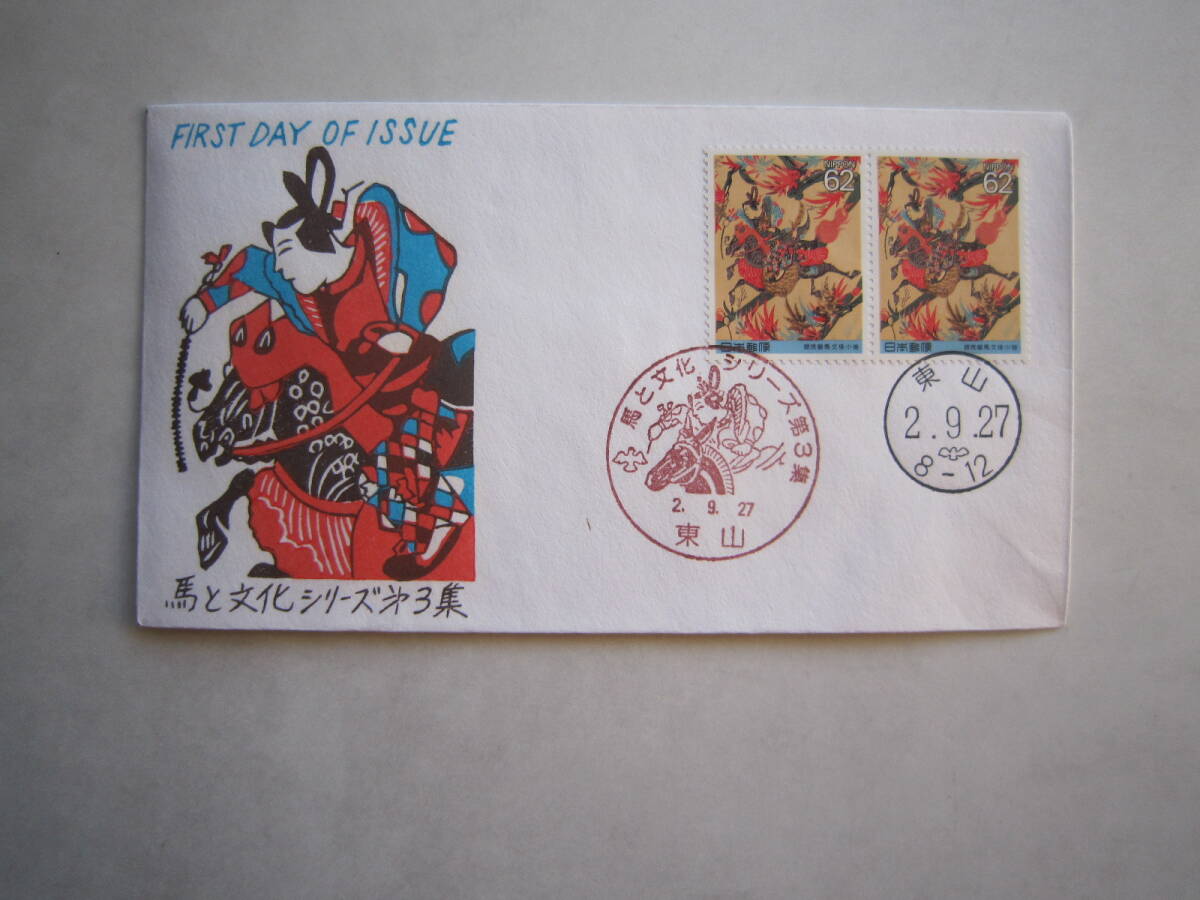 FIRST DAY OF ISSUE
NIPPON
62
日本郵便
NIPPON
62
日本郵便
馬と文化シリーズ第3集
2. 9. 27
東山
東山
2.9.27
8-12
馬と文化シリーズ㐧3集